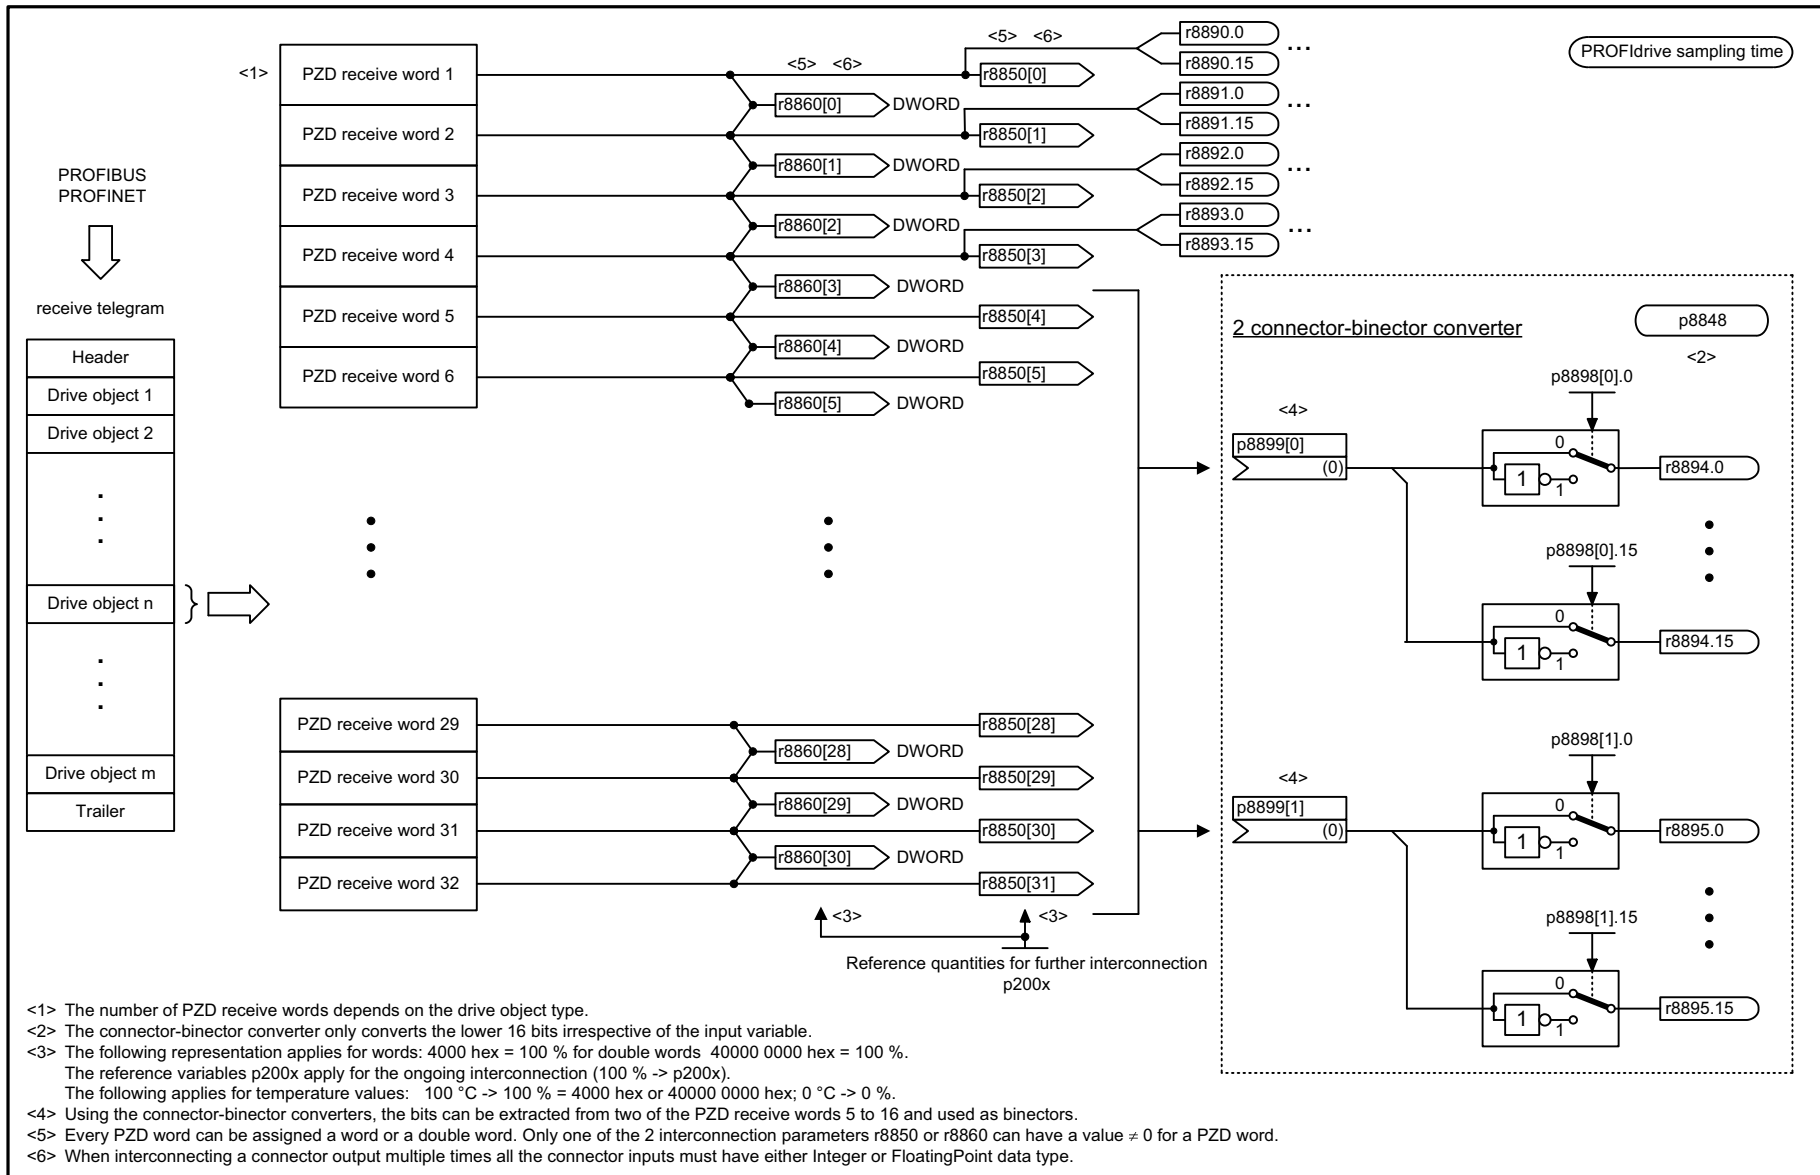 <5> <6>
r8890.0
...
PROFIdrive sampling time
<1>
PZD receive word 1
<5> <6>
r8850[0]
r8890.15
r8860[0]
DWORD
r8891.0
...
PZD receive word 2
r8850[1]
r8891.15
r8860[1]
DWORD
r8892.0
...
PROFIBUS
PROFINET
PZD receive word 3
r8850[2]
r8892.15
r8860[2]
DWORD
r8893.0
...
PZD receive word 4
r8850[3]
r8893.15
r8860[3]
DWORD
receive telegram
PZD receive word 5
r8850[4]
r8860[4]
DWORD
PZD receive word 6
r8850[5]
r8860[5]
DWORD
Header
Drive object 1
Drive object 2
.
.
.
Drive object n
}
.
.
.
Drive object m
Trailer
PZD receive word 29
r8850[28]
r8860[28]
DWORD
PZD receive word 30
r8850[29]
r8860[29]
DWORD
PZD receive word 31
r8850[30]
r8860[30]
DWORD
PZD receive word 32
r8850[31]
<3>
<3>
Reference quantities for further interconnection
p200x
2 connector-binector converter
p8848
<2>
p8898[0].0
<4>
p8899[0]
(0)
0
1
1
r8894.0
p8898[0].15
0
1
1
r8894.15
p8898[1].0
<4>
p8899[1]
(0)
0
1
1
r8895.0
p8898[1].15
0
1
1
r8895.15
<1> The number of PZD receive words depends on the drive object type.
<2> The connector-binector converter only converts the lower 16 bits irrespective of the input variable.
<3> The following representation applies for words: 4000 hex = 100 % for double words 40000 0000 hex = 100 %.
The reference variables p200x apply for the ongoing interconnection (100 % -> p200x).
The following applies for temperature values: 100 °C -> 100 % = 4000 hex or 40000 0000 hex; 0 °C -> 0 %.
<4> Using the connector-binector converters, the bits can be extracted from two of the PZD receive words 5 to 16 and used as binectors.
<5> Every PZD word can be assigned a word or a double word. Only one of the 2 interconnection parameters r8850 or r8860 can have a value ≠ 0 for a PZD word.
<6> When interconnecting a connector output multiple times all the connector inputs must have either Integer or FloatingPoint data type.